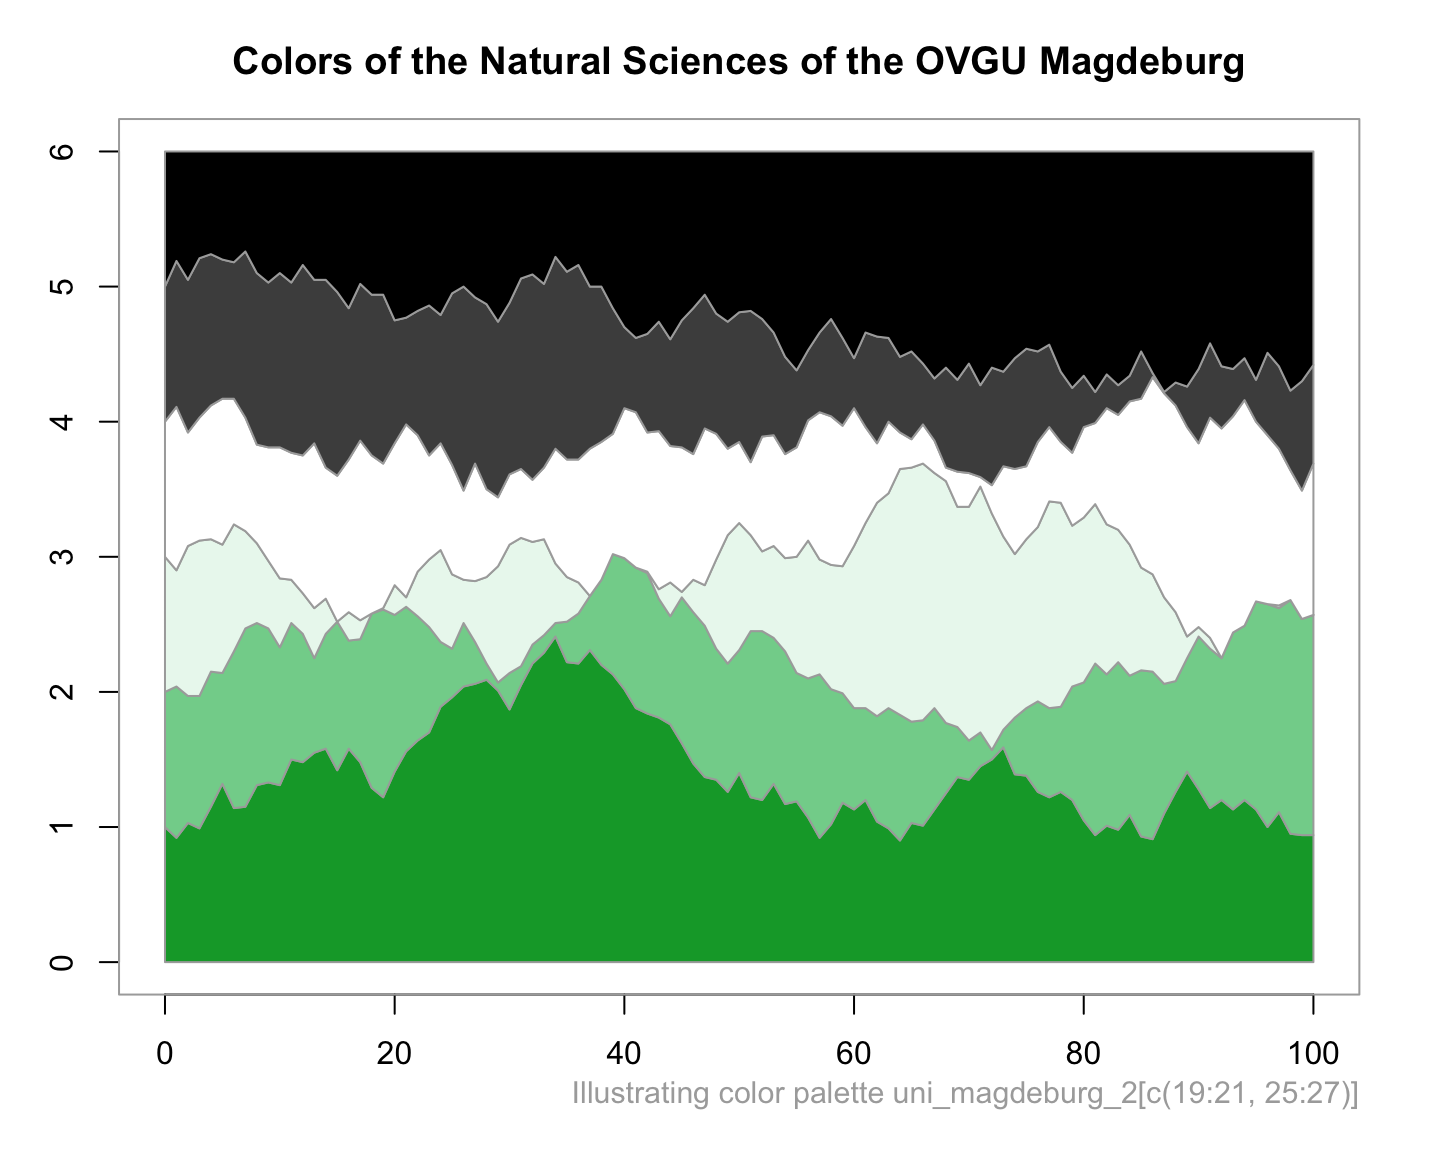 Colors of the Natural Sciences of the OVGU Magdeburg
6
5
4
3
2
1
0
0 20 40 60 80 100
Illustrating color palette uni_magdeburg_2[c(19:21, 25:27)]